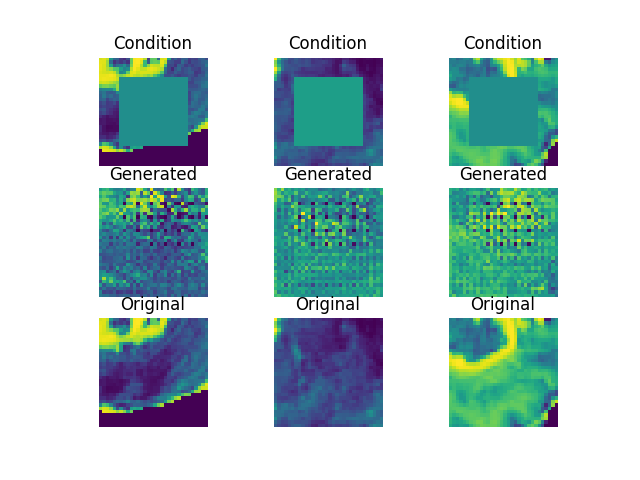 Condition Condition Condition
Generated Generated Generated
Original Original Original